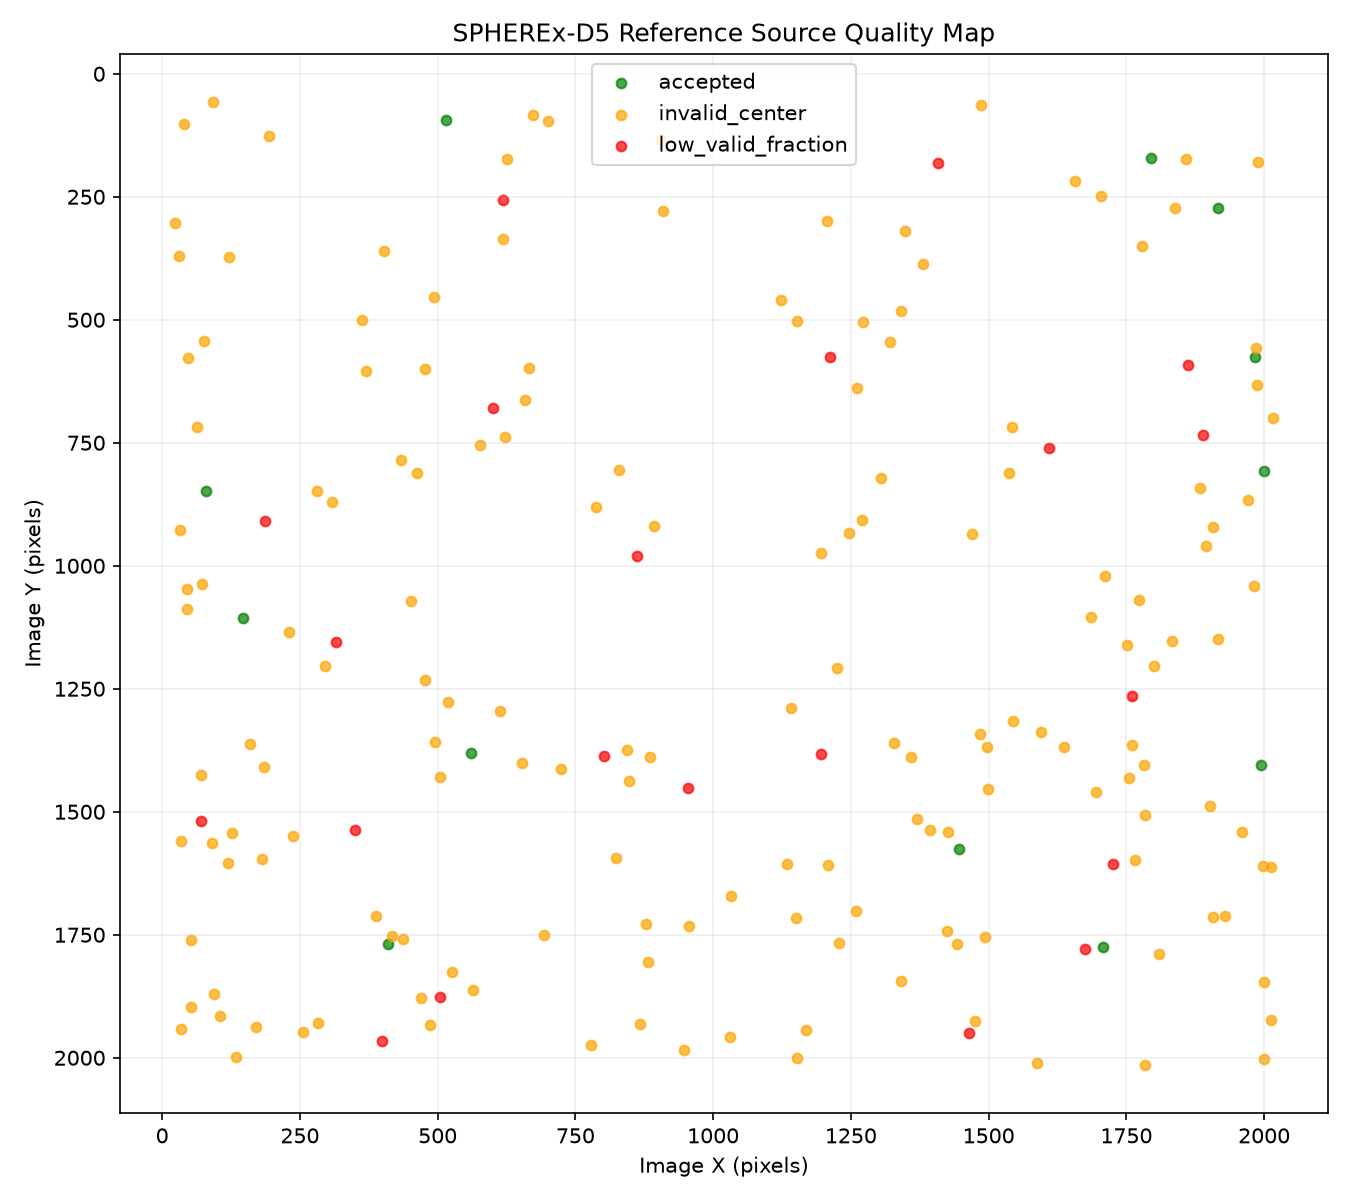 SPHEREx-D5 Reference Source Quality Map
accepted
invalid_center
low_valid_fraction
0
250
500
750
1000
1250
1500
1750
2000
Image Y (pixels)
0 250 500 750 1000 1250 1500 1750 2000
Image X (pixels)